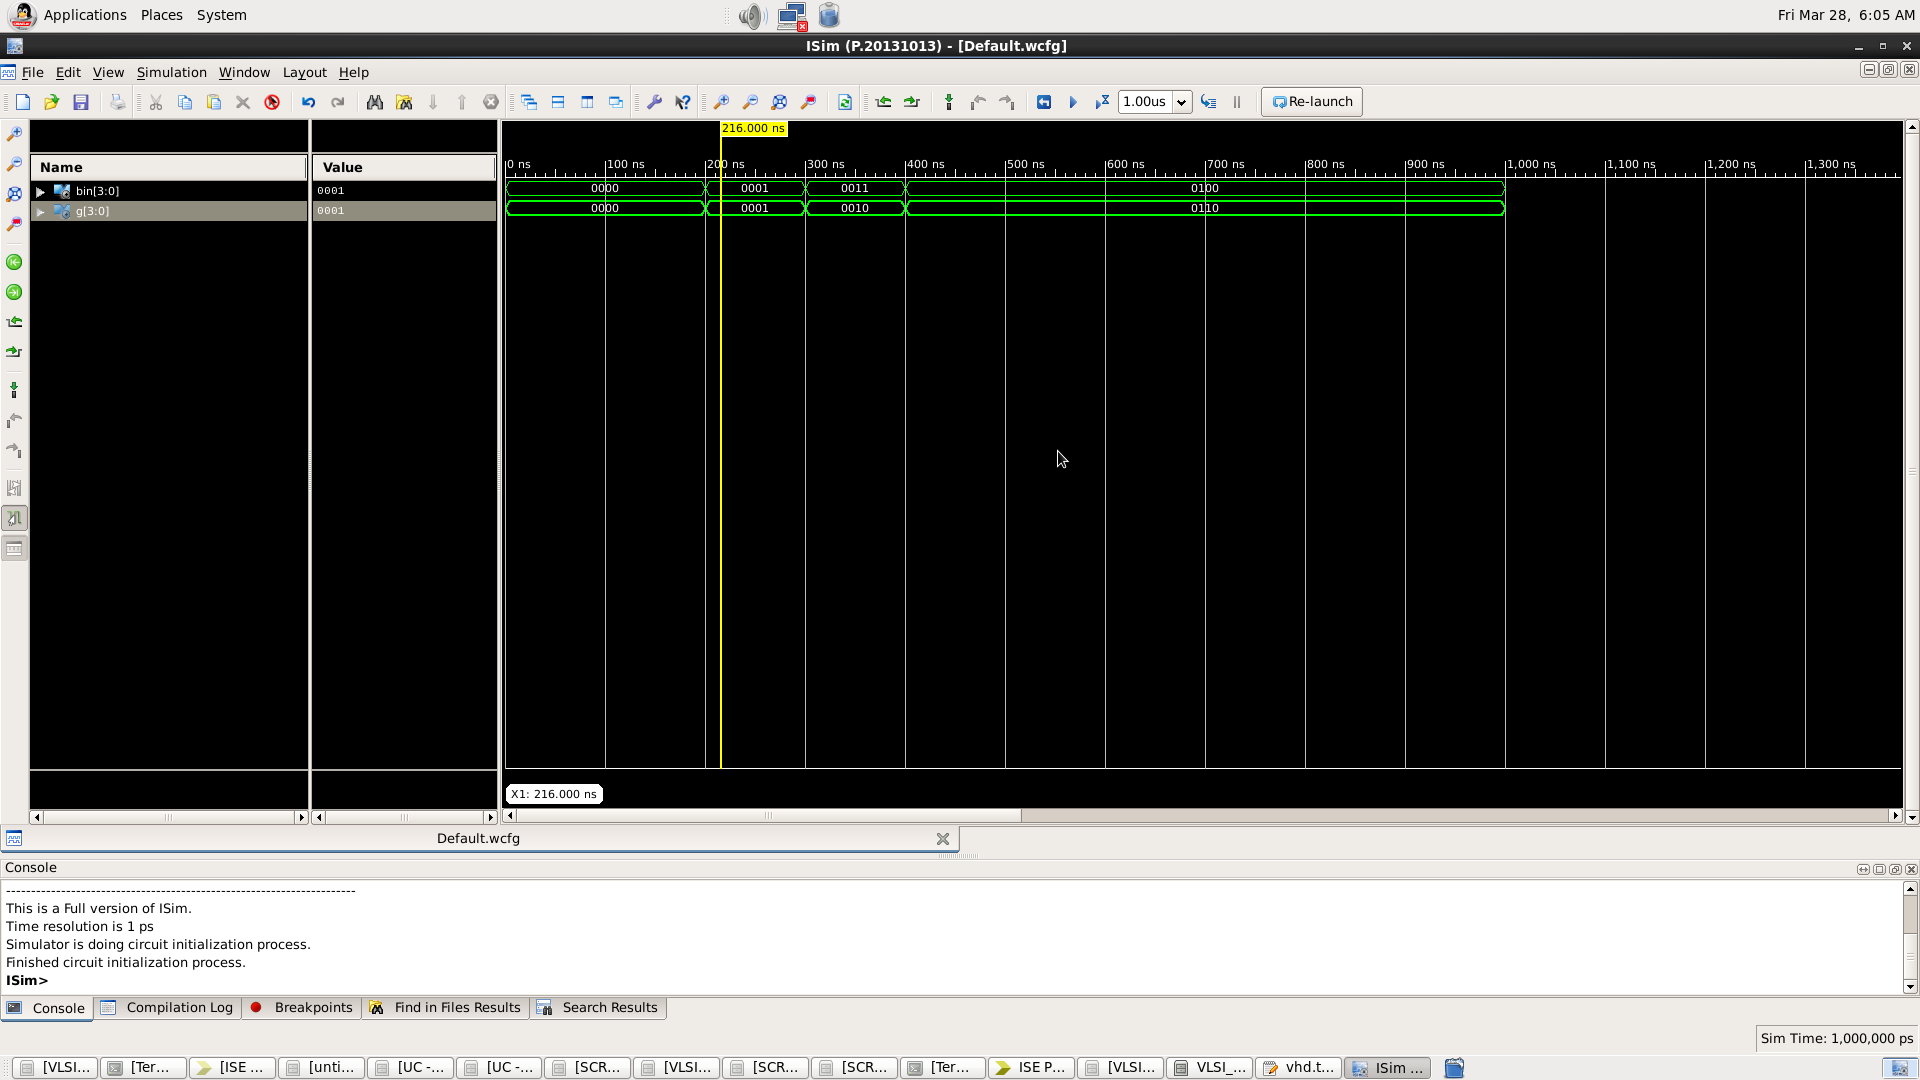 Applications Places System Fri Mar 28, 6:05 AM
ISim (P.20131013) - [Default.wcfg]
File Edit View Simulation Window Layout Help
1.00us Re-launch
216.000 ns
Name Value
0 ns 100 ns 200 ns 300 ns 400 ns 500 ns 600 ns 700 ns 800 ns 900 ns 1,000 ns 1,100 ns 1,200 ns 1,300 ns
bin[3:0] 0001 0000 0001 0011 0100
g[3:0] 0001 0000 0001 0010 0110
X1: 216.000 ns
Default.wcfg
Console
------------------------------------------------------------------------
This is a Full version of ISim.
Time resolution is 1 ps
Simulator is doing circuit initialization process.
Finished circuit initialization process.
ISim>
Console Compilation Log Breakpoints Find in Files Results Search Results
Sim Time: 1,000,000 ps
[VLSI... [Ter... [ISE ... [unti... [UC -... [UC -... [SCR... [VLSI... [SCR... [SCR... [Ter... ISE P... [VLSI... VLSI_... vhd.t... ISim ...